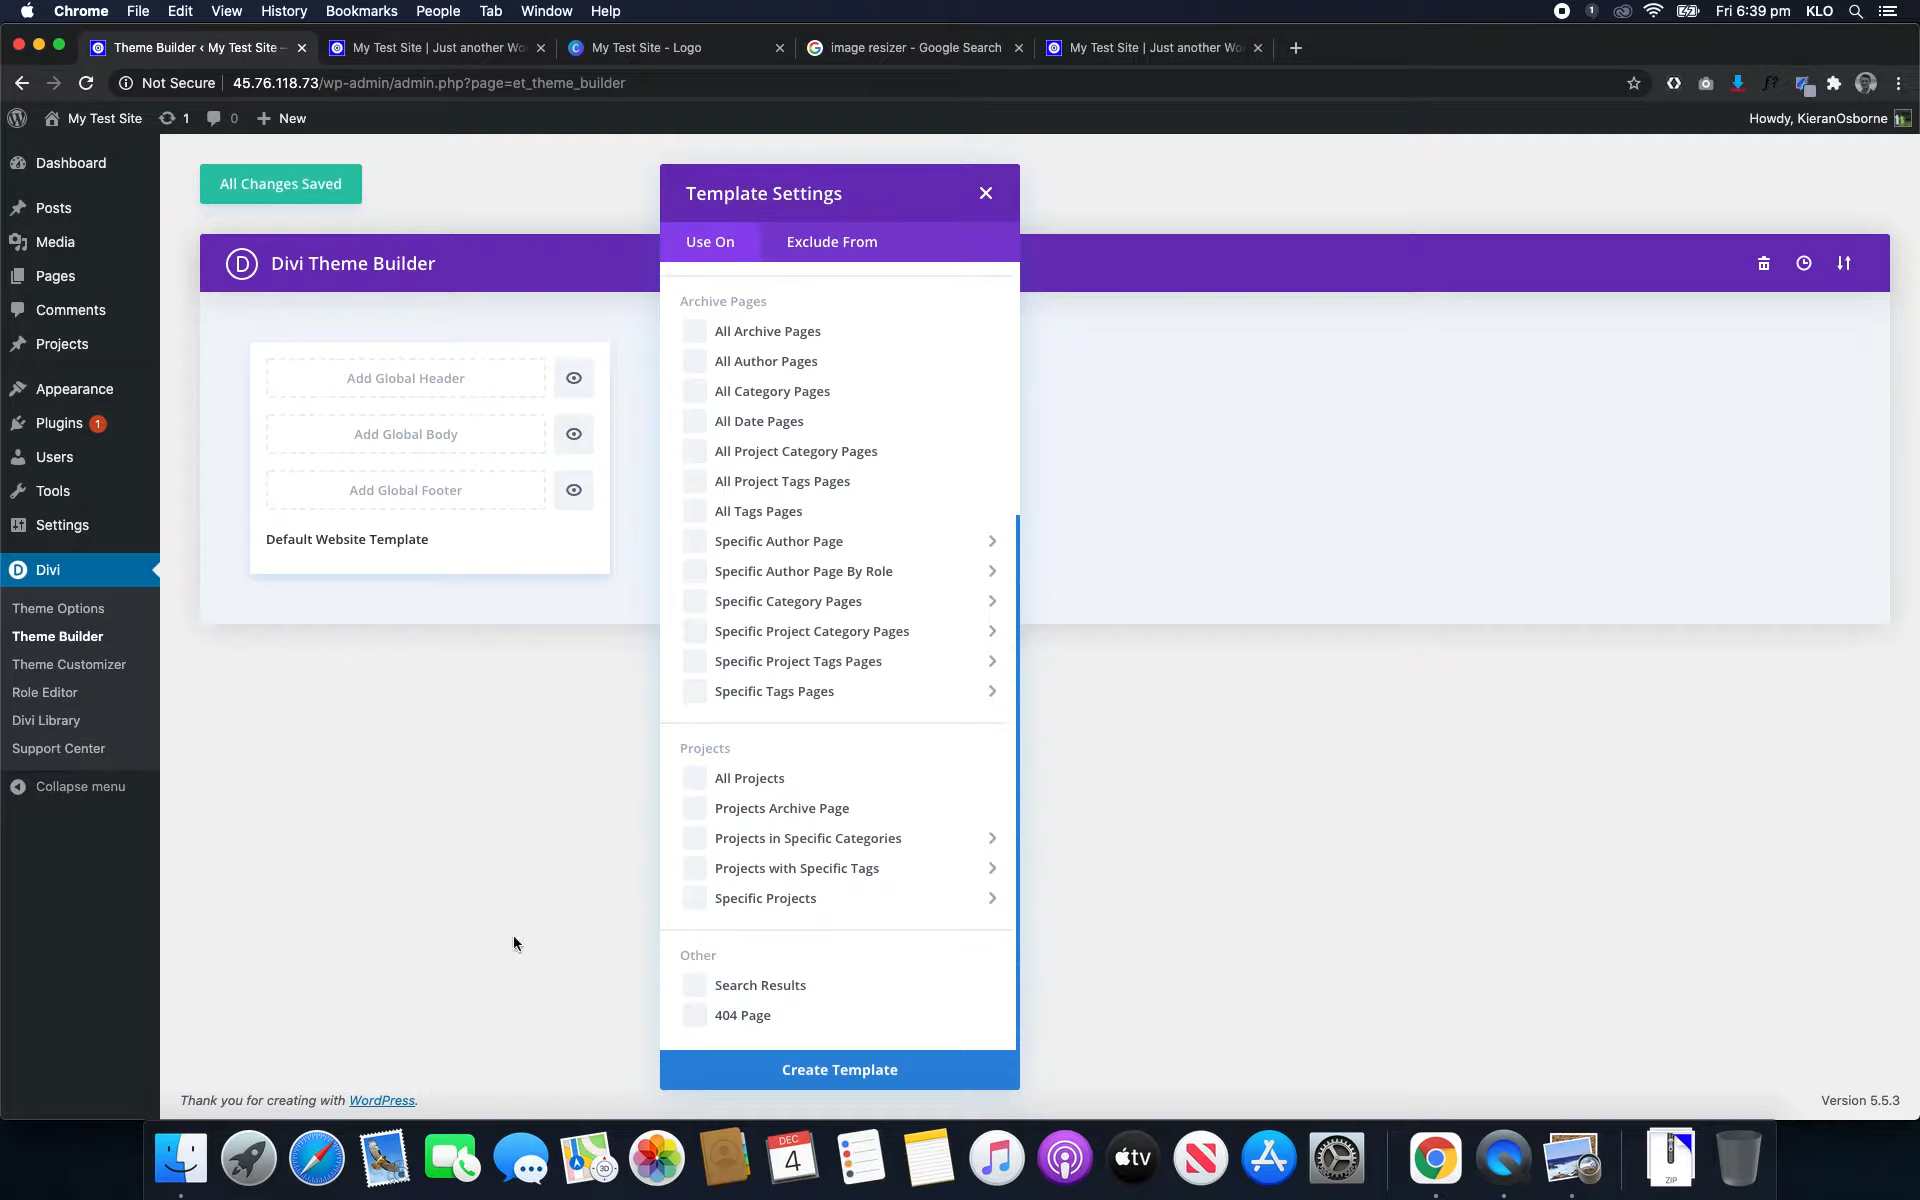 Chrome File Edit View History Bookmarks People Tab Window Help
1 Fri 6:39 pm KLO
Theme Builder ‹ My Test Site –
My Test Site | Just another Wo
My Test Site - Logo
image resizer - Google Search
My Test Site | Just another Wo
Not Secure 45.76.118.73/wp-admin/admin.php?page=et_theme_builder
f?
My Test Site 1 0 New
Howdy, KieranOsborne
Dashboard
Posts
Media
Pages
Comments
Projects
Appearance
Plugins 1
Users
Tools
Settings
Divi
Theme Options
Theme Builder
Theme Customizer
Role Editor
Divi Library
Support Center
Collapse menu
All Changes Saved
D Divi Theme Builder
Add Global Header
Add Global Body
Add Global Footer
Default Website Template
Template Settings
Use On Exclude From
Archive Pages
All Archive Pages
All Author Pages
All Category Pages
All Date Pages
All Project Category Pages
All Project Tags Pages
All Tags Pages
Specific Author Page
Specific Author Page By Role
Specific Category Pages
Specific Project Category Pages
Specific Project Tags Pages
Specific Tags Pages
Projects
All Projects
Projects Archive Page
Projects in Specific Categories
Projects with Specific Tags
Specific Projects
Other
Search Results
404 Page
Create Template
Thank you for creating with WordPress.
Version 5.5.3
3D
DEC
4
tv
ZIP